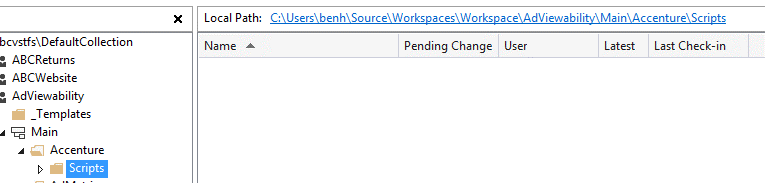 Local Path: C:\Users\benh\Source\Workspaces\Workspace\AdViewability\Main\Accenture\Scripts
bcvstfs\DefaultCollection
Name Pending Change User Latest Last Check-in
ABCReturns
ABCWebsite
AdViewability
_Templates
Main
Accenture
Scripts